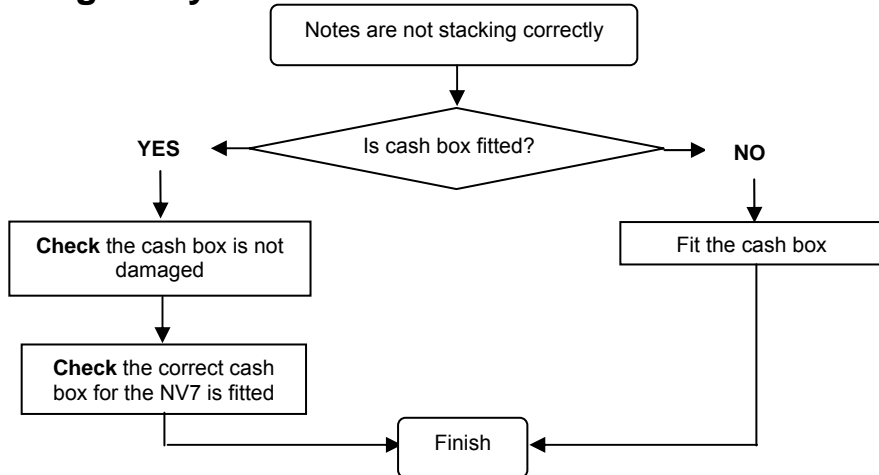 Notes are not stacking correctly
Is cash box fitted?
YES
NO
Check the cash box is not
damaged
Fit the cash box
Check the correct cash
box for the NV7 is fitted
Finish